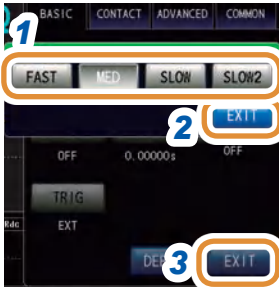 BASIC CONTACT ADVANCED COMMON
1
FAST MED SLOW SLOW2
2 EXIT
OFF 0.00000s OFF
TRIG
EXT
3 EXIT